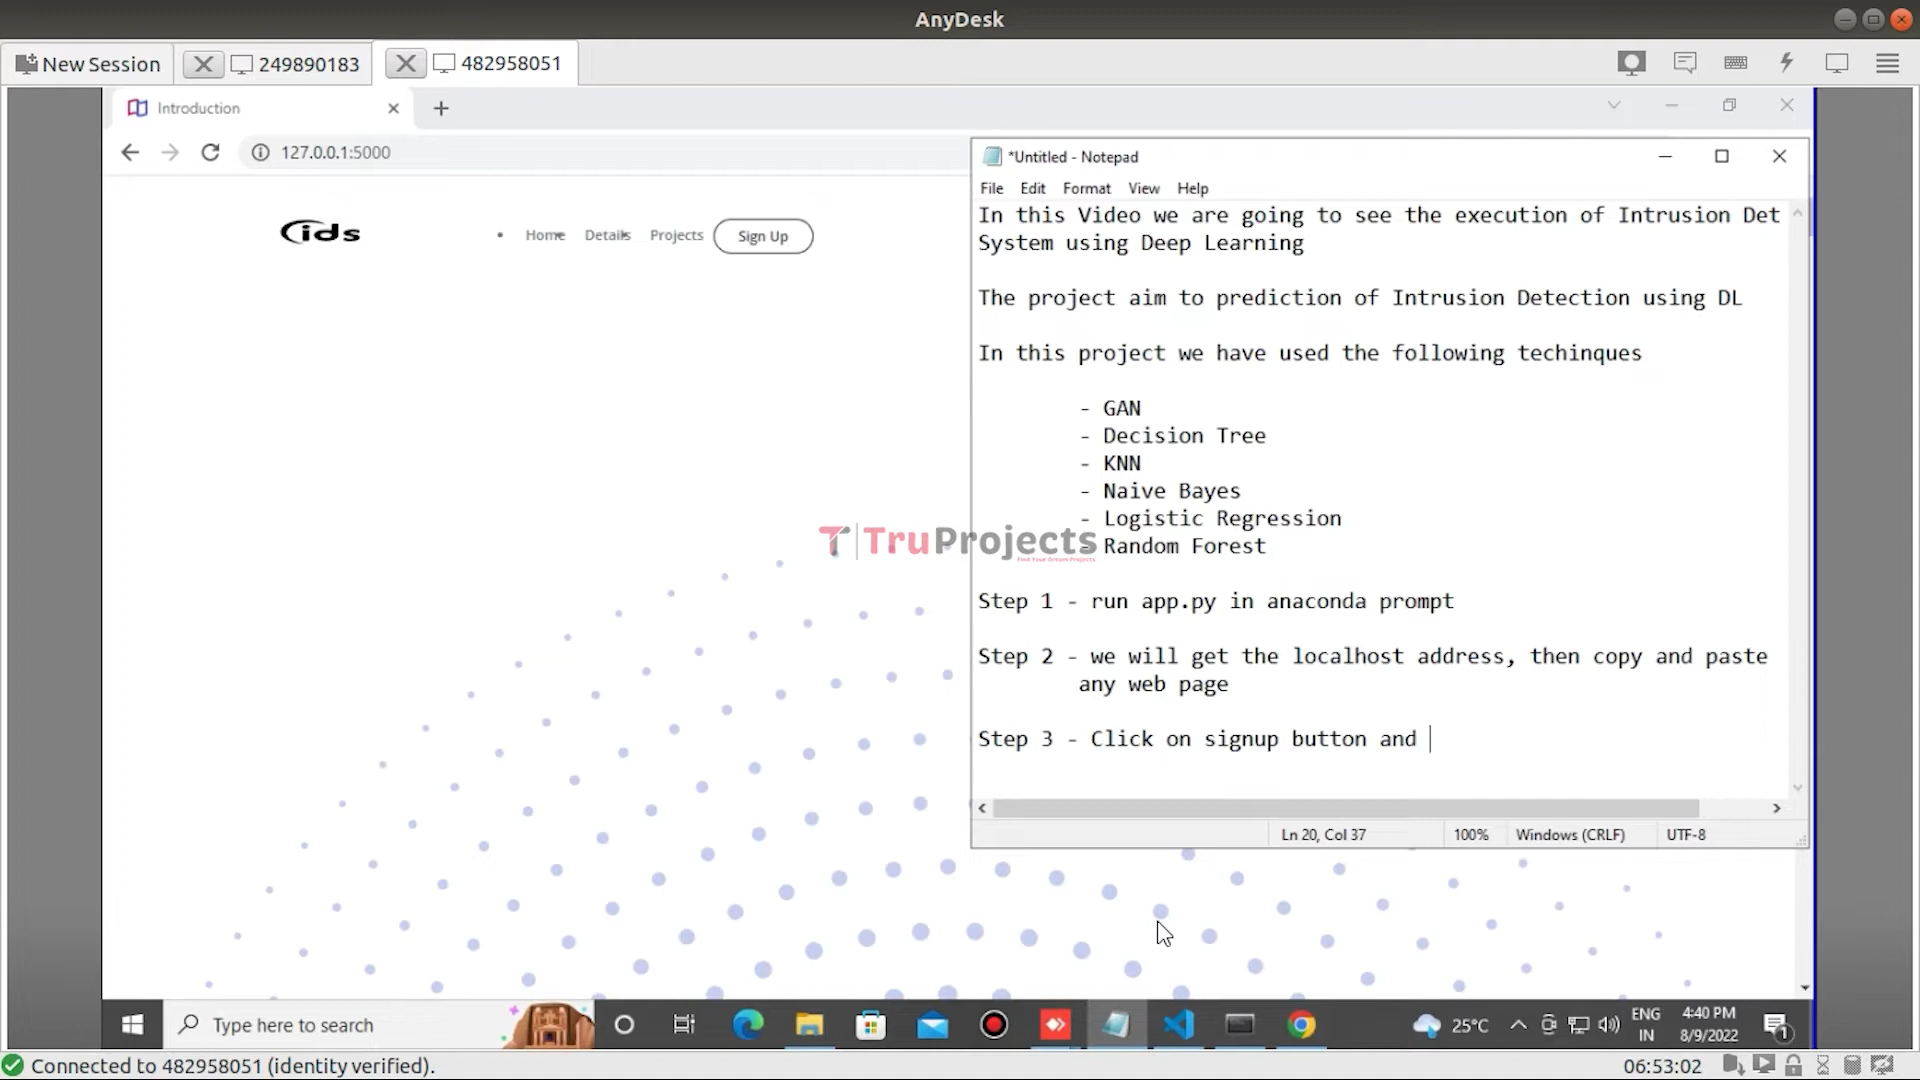 AnyDesk
New Session
249890183
482958051
Introduction
127.0.0.1:5000
ids
Home
Details
Projects
Sign Up
*Untitled - Notepad
File Edit Format View Help
In this Video we are going to see the execution of Intrusion Det
System using Deep Learning
The project aim to prediction of Intrusion Detection using DL
In this project we have used the following techinques
- GAN
- Decision Tree
- KNN
- Naive Bayes
- Logistic Regression
- Random Forest
TruProjects
Find Your Dream Projects
Step 1 - run app.py in anaconda prompt
Step 2 - we will get the localhost address, then copy and paste
any web page
Step 3 - Click on signup button and
Ln 20, Col 37
100%
Windows (CRLF)
UTF-8
Type here to search
25°C
ENG
IN
4:40 PM
8/9/2022
1
Connected to 482958051 (identity verified).
06:53:02